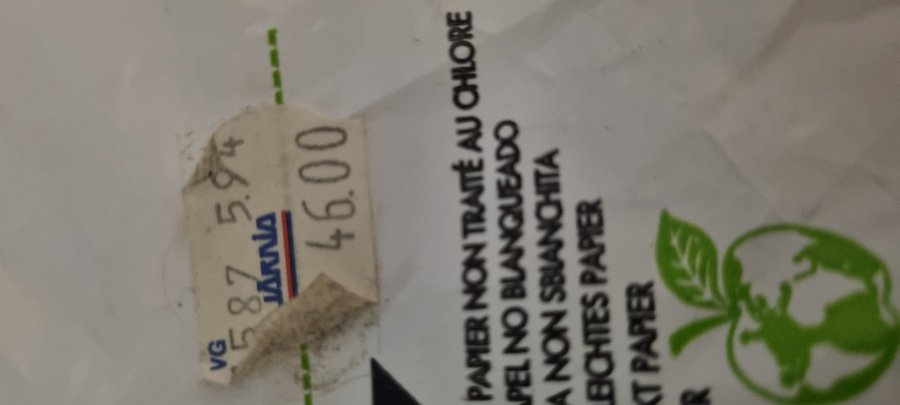 VG
587 5.94
JÄRNIA
46.00
PAPIER NON TRAITÉ AU CHLORE
PEL NO BLANQUEADO
A NON SBIANCHITA
LEICHTES PAPIER
KT PAPIER
R